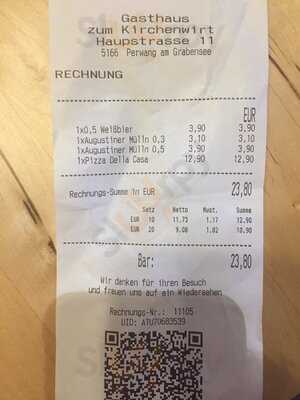 Gasthaus
zum Kirchenwirt
Haupstrasse 11
5166 Perwang am Grabensee
RECHNUNG
EUR
1x0,5 Weißbier 3,90 3,90
1xAugustiner Mülln 0,3 3,10 3,10
1xAugustiner Mülln 0,5 3,90 3,90
1xPizza Della Casa 12,90 12,90
Rechnungs-Summe in EUR 23,80
Satz Netto Mwst. Summe
EUR 10 11.73 1.17 12.90
EUR 20 9.08 1.82 10.90
Bar: 23,80
Wir danken für ihren Besuch
und freuen uns auf ein Wiedersehen
Rechnungs-Nr.: 11105
UID: ATU70683539